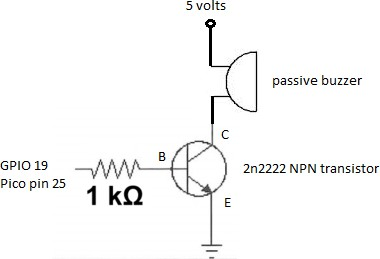 5 volts
passive buzzer
C
B
2n2222 NPN transistor
GPIO 19
Pico pin 25
1 kΩ
E